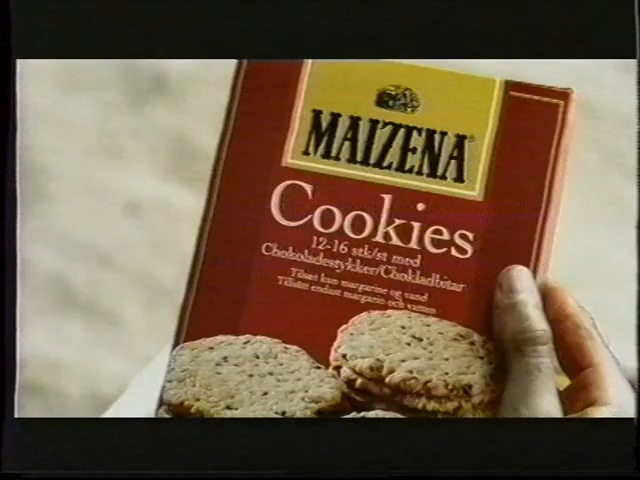 MAIZENA®
Cookies
12-16 stk/st med
Chokoladestykker/Chokladbitar
Tilsæt kun margarine og vand
Tillsätt endast margarin och vatten